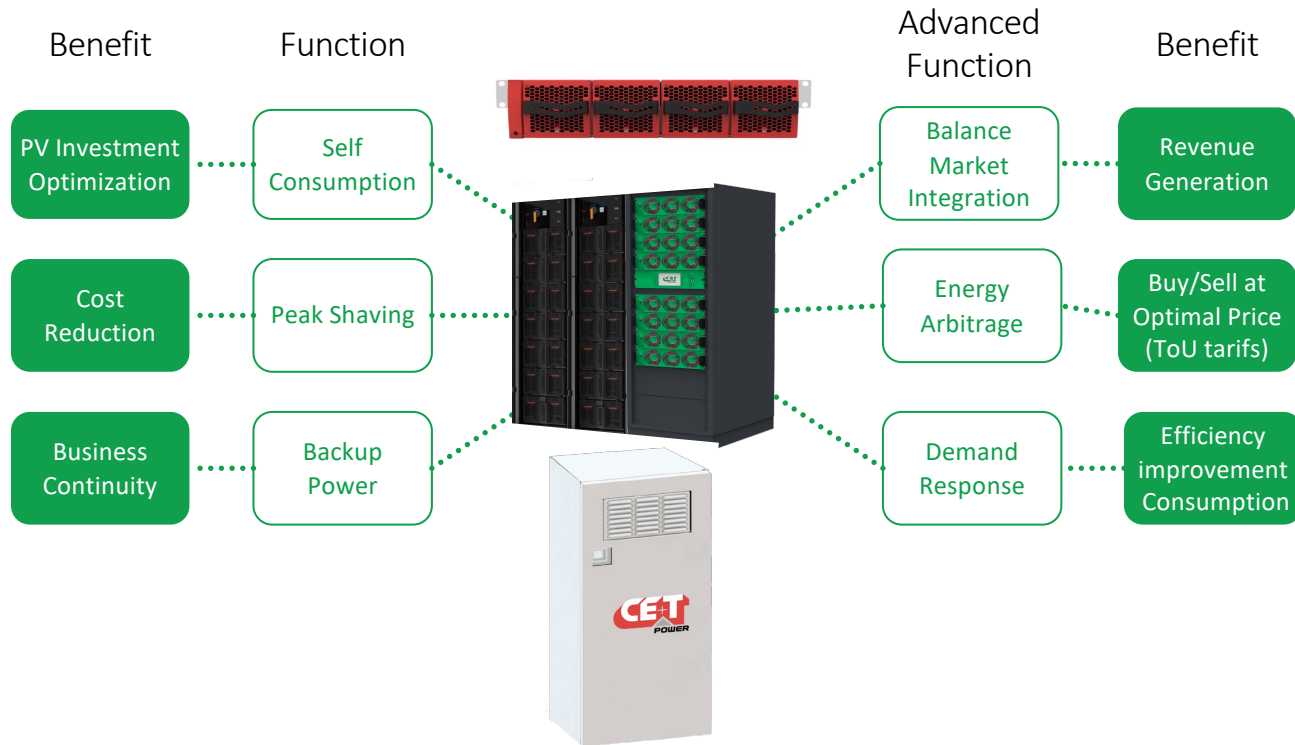 Benefit
Function
Advanced
Function
Benefit
PV Investment
Optimization
Self
Consumption
Balance
Market
Integration
Revenue
Generation
Cost
Reduction
Peak Shaving
Energy
Arbitrage
Buy/Sell at
Optimal Price
(ToU tarifs)
Business
Continuity
Backup
Power
Demand
Response
Efficiency
improvement
Consumption
CE+T
CE+T
POWER